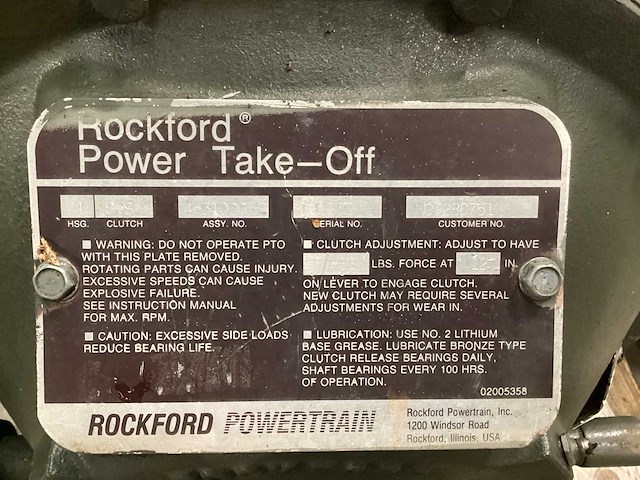 Rockford®
Power Take-Off
HSG. CLUTCH ASSY. NO. SERIAL NO. CUSTOMER NO.
■ WARNING: DO NOT OPERATE PTO
WITH THIS PLATE REMOVED.
ROTATING PARTS CAN CAUSE INJURY.
EXCESSIVE SPEEDS CAN CAUSE
EXPLOSIVE FAILURE.
SEE INSTRUCTION MANUAL
FOR MAX. RPM.
■ CAUTION: EXCESSIVE SIDE LOADS
REDUCE BEARING LIFE.
■ CLUTCH ADJUSTMENT: ADJUST TO HAVE
LBS. FORCE AT IN.
ON LEVER TO ENGAGE CLUTCH.
NEW CLUTCH MAY REQUIRE SEVERAL
ADJUSTMENTS FOR WEAR IN.
■ LUBRICATION: USE NO. 2 LITHIUM
BASE GREASE. LUBRICATE BRONZE TYPE
CLUTCH RELEASE BEARINGS DAILY,
SHAFT BEARINGS EVERY 100 HRS.
OF OPERATION.
02005358
ROCKFORD POWERTRAIN
Rockford Powertrain, Inc.
1200 Windsor Road
Rockford, Illinois, USA